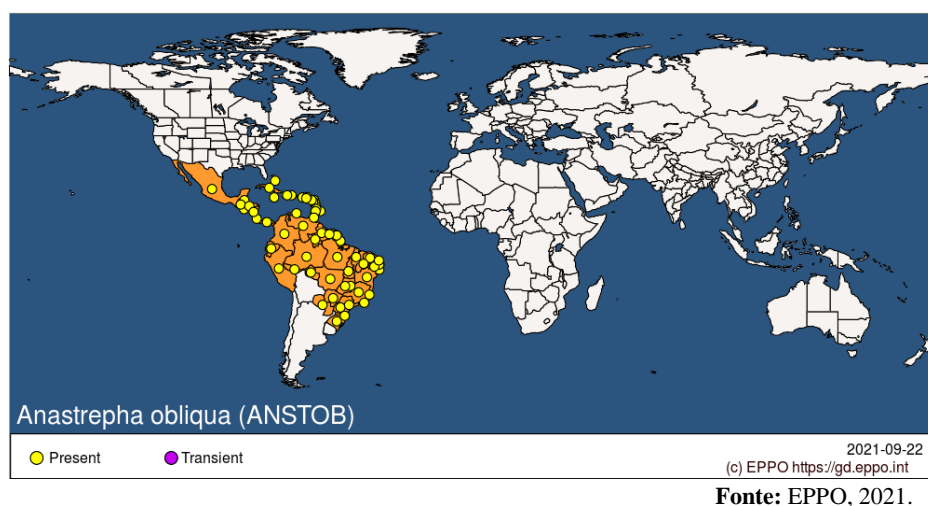 Anastrepha obliqua (ANSTOB)
Present
Transient
2021-09-22
(c) EPPO https://gd.eppo.int
Fonte: EPPO, 2021.